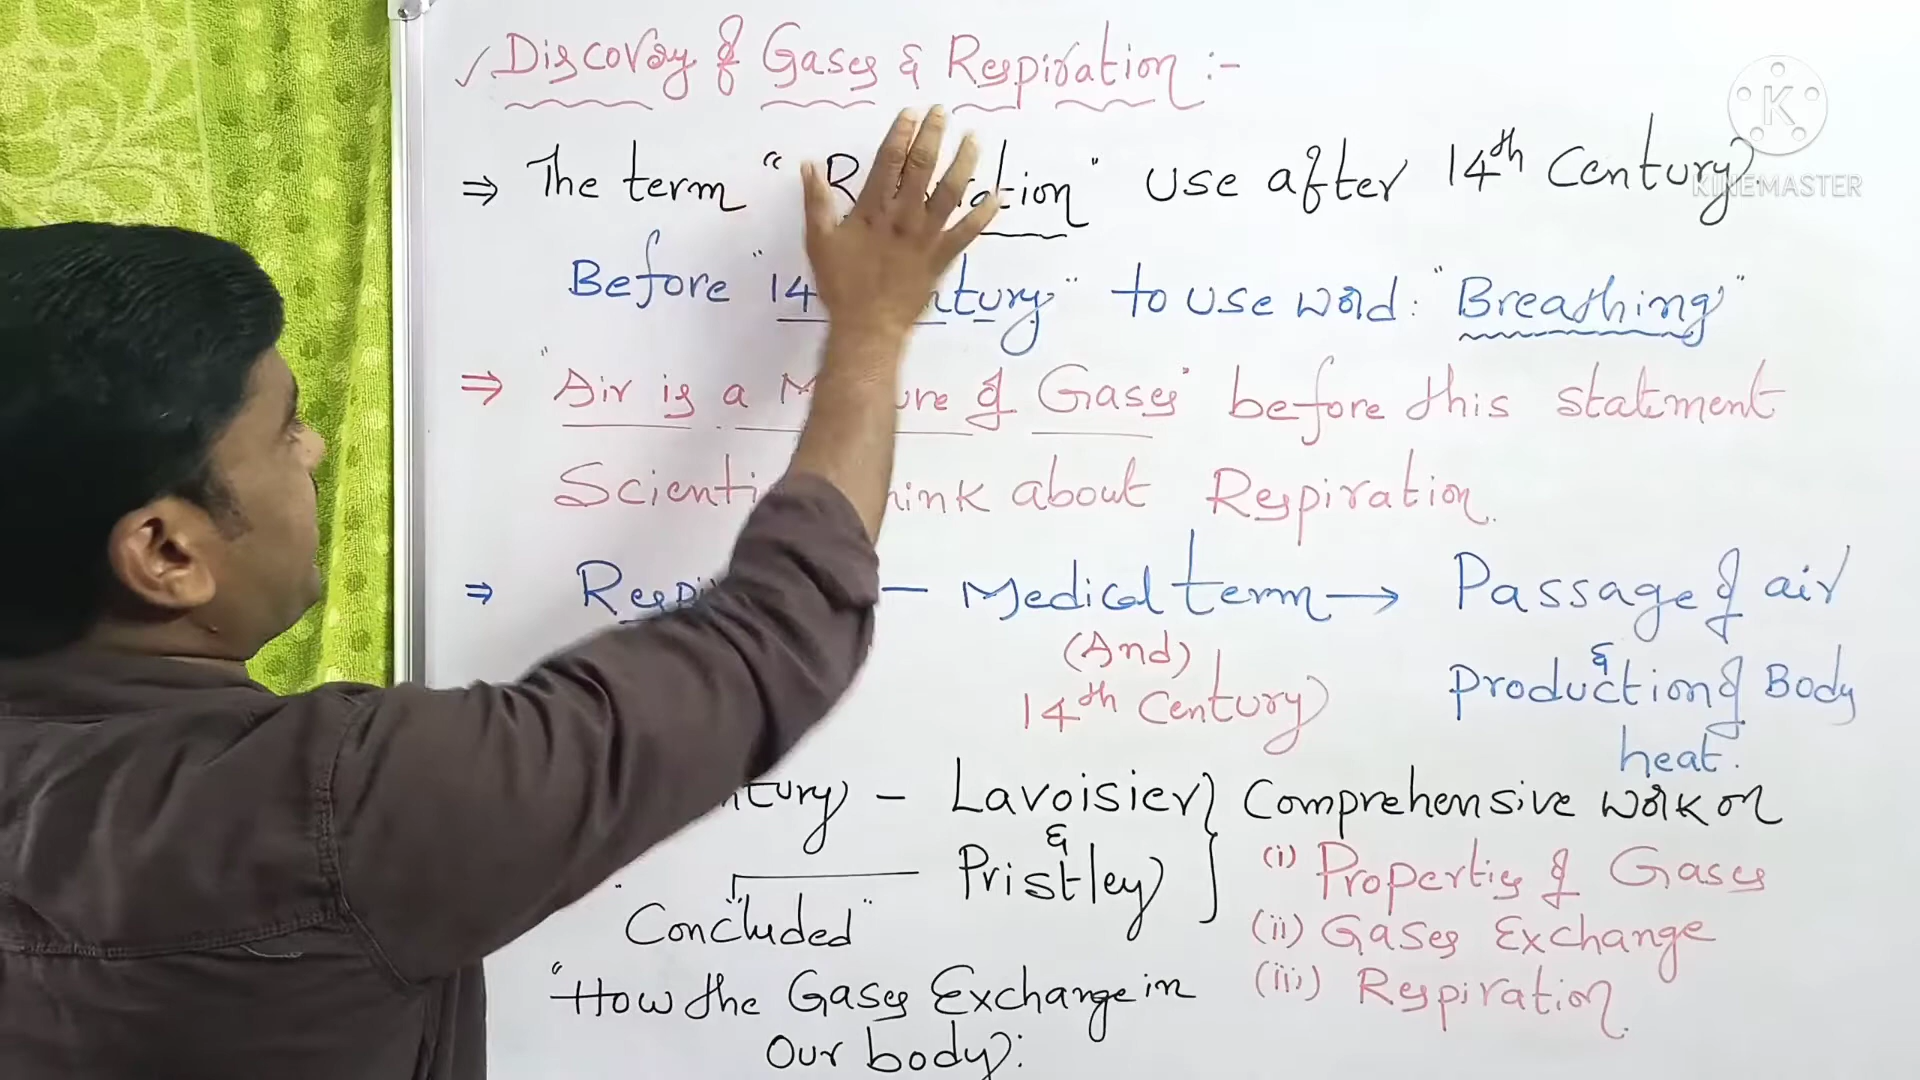 ✓ Discovry of Gases & Respiration :-
⇒ The term " use after 14th Century.
Before " 14 " to use word : " Breathing "
⇒ " Air is a of Gases " before this statement
think about Respiration.
⇒ - Medical term → Passage of air
(And) & production of Body
14th Century heat.
- Lavoisier } Comprehensive work on
& Pristley (i) Properties of Gases
" Concluded " (ii) Gases Exchange
" How the Gases Exchange in (iii) Respiration.
Our body :
K
KINEMASTER